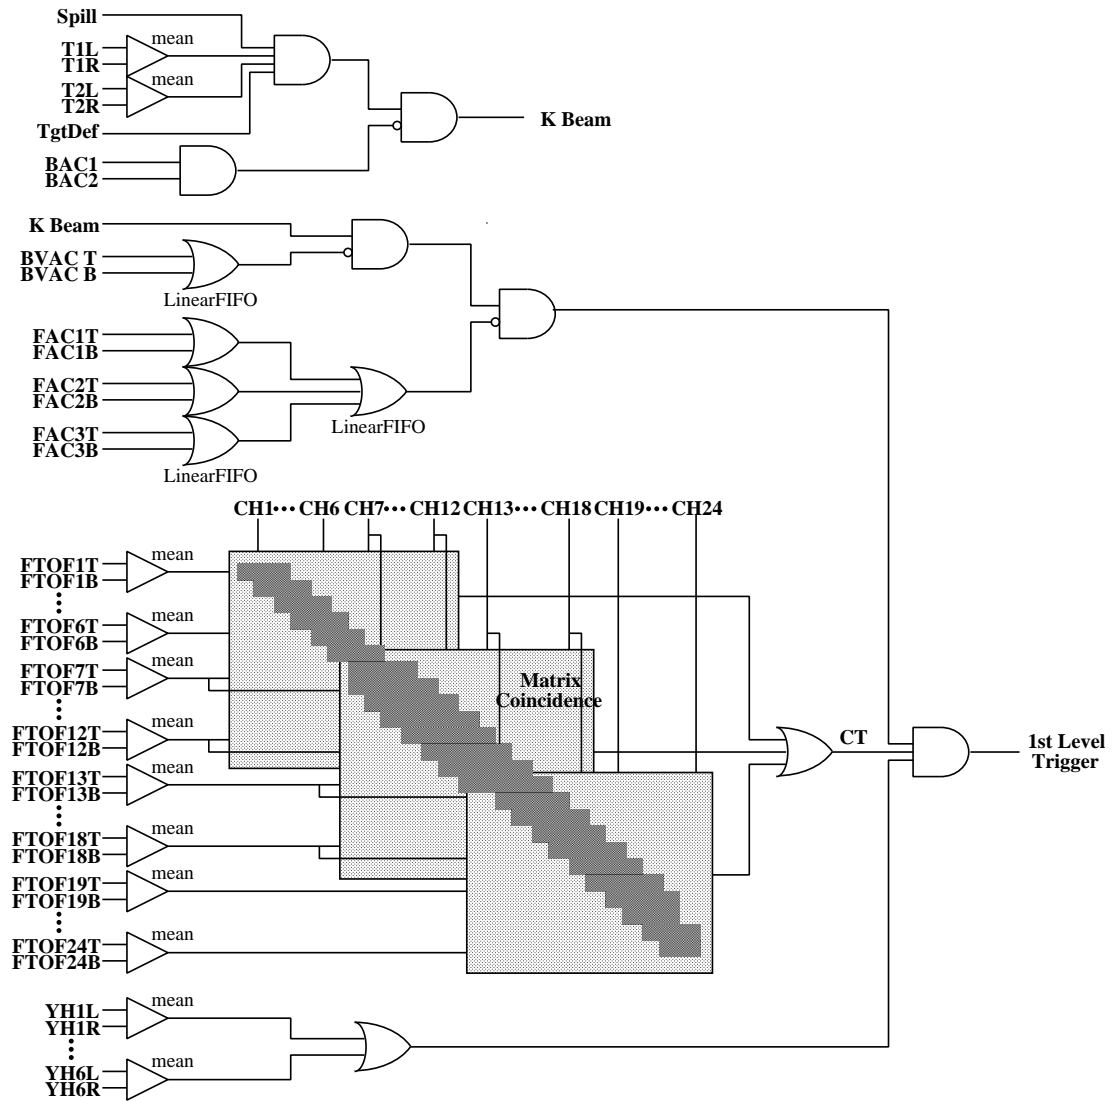 Spill
mean
T1L
T1R
mean
T2L
T2R
K Beam
TgtDef
BAC1
BAC2
K Beam
BVAC T
BVAC B
LinearFIFO
FAC1T
FAC1B
FAC2T
FAC2B
LinearFIFO
FAC3T
FAC3B
LinearFIFO
CH1••• CH6 CH7••• CH12 CH13••• CH18 CH19••• CH24
mean
FTOF1T
FTOF1B
mean
FTOF6T
FTOF6B
mean
FTOF7T
FTOF7B
Matrix
Coincidence
mean
FTOF12T
FTOF12B
CT
1st Level
Trigger
mean
FTOF13T
FTOF13B
mean
FTOF18T
FTOF18B
mean
FTOF19T
FTOF19B
mean
FTOF24T
FTOF24B
mean
YH1L
YH1R
mean
YH6L
YH6R